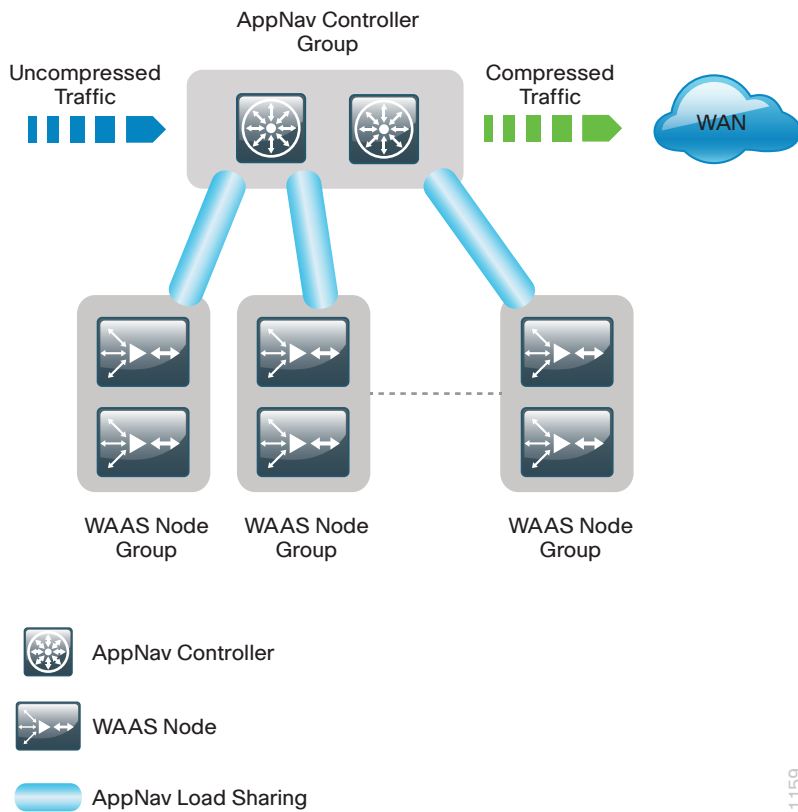 AppNav Controller
Group
Uncompressed
Traffic
Compressed
Traffic
WAN
WAAS Node
Group
WAAS Node
Group
WAAS Node
Group
AppNav Controller
WAAS Node
AppNav Load Sharing